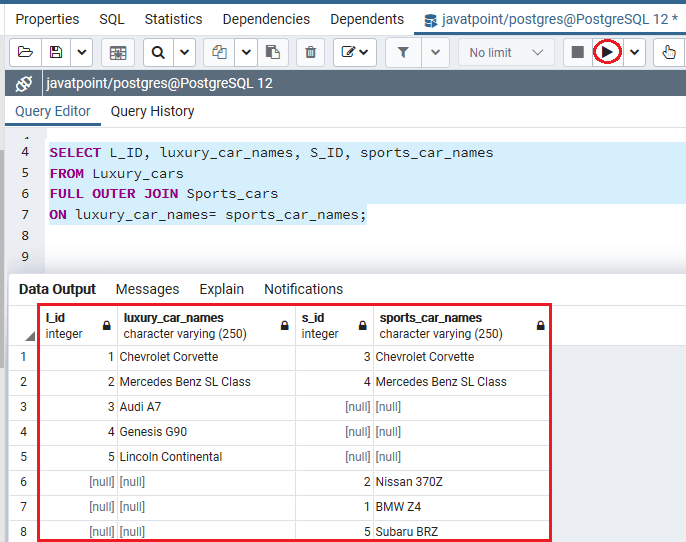 Properties SQL Statistics Dependencies Dependents javatpoint/postgres@PostgreSQL 12 *
No limit
javatpoint/postgres@PostgreSQL 12
Query Editor Query History
4 SELECT L_ID, luxury_car_names, S_ID, sports_car_names
5 FROM Luxury_cars
6 FULL OUTER JOIN Sports_cars
7 ON luxury_car_names= sports_car_names;
8
9
Data Output Messages Explain Notifications
l_id luxury_car_names s_id sports_car_names
integer character varying (250) integer character varying (250)
1 1 Chevrolet Corvette 3 Chevrolet Corvette
2 2 Mercedes Benz SL Class 4 Mercedes Benz SL Class
3 3 Audi A7 [null] [null]
4 4 Genesis G90 [null] [null]
5 5 Lincoln Continental [null] [null]
6 [null] [null] 2 Nissan 370Z
7 [null] [null] 1 BMW Z4
8 [null] [null] 5 Subaru BRZ